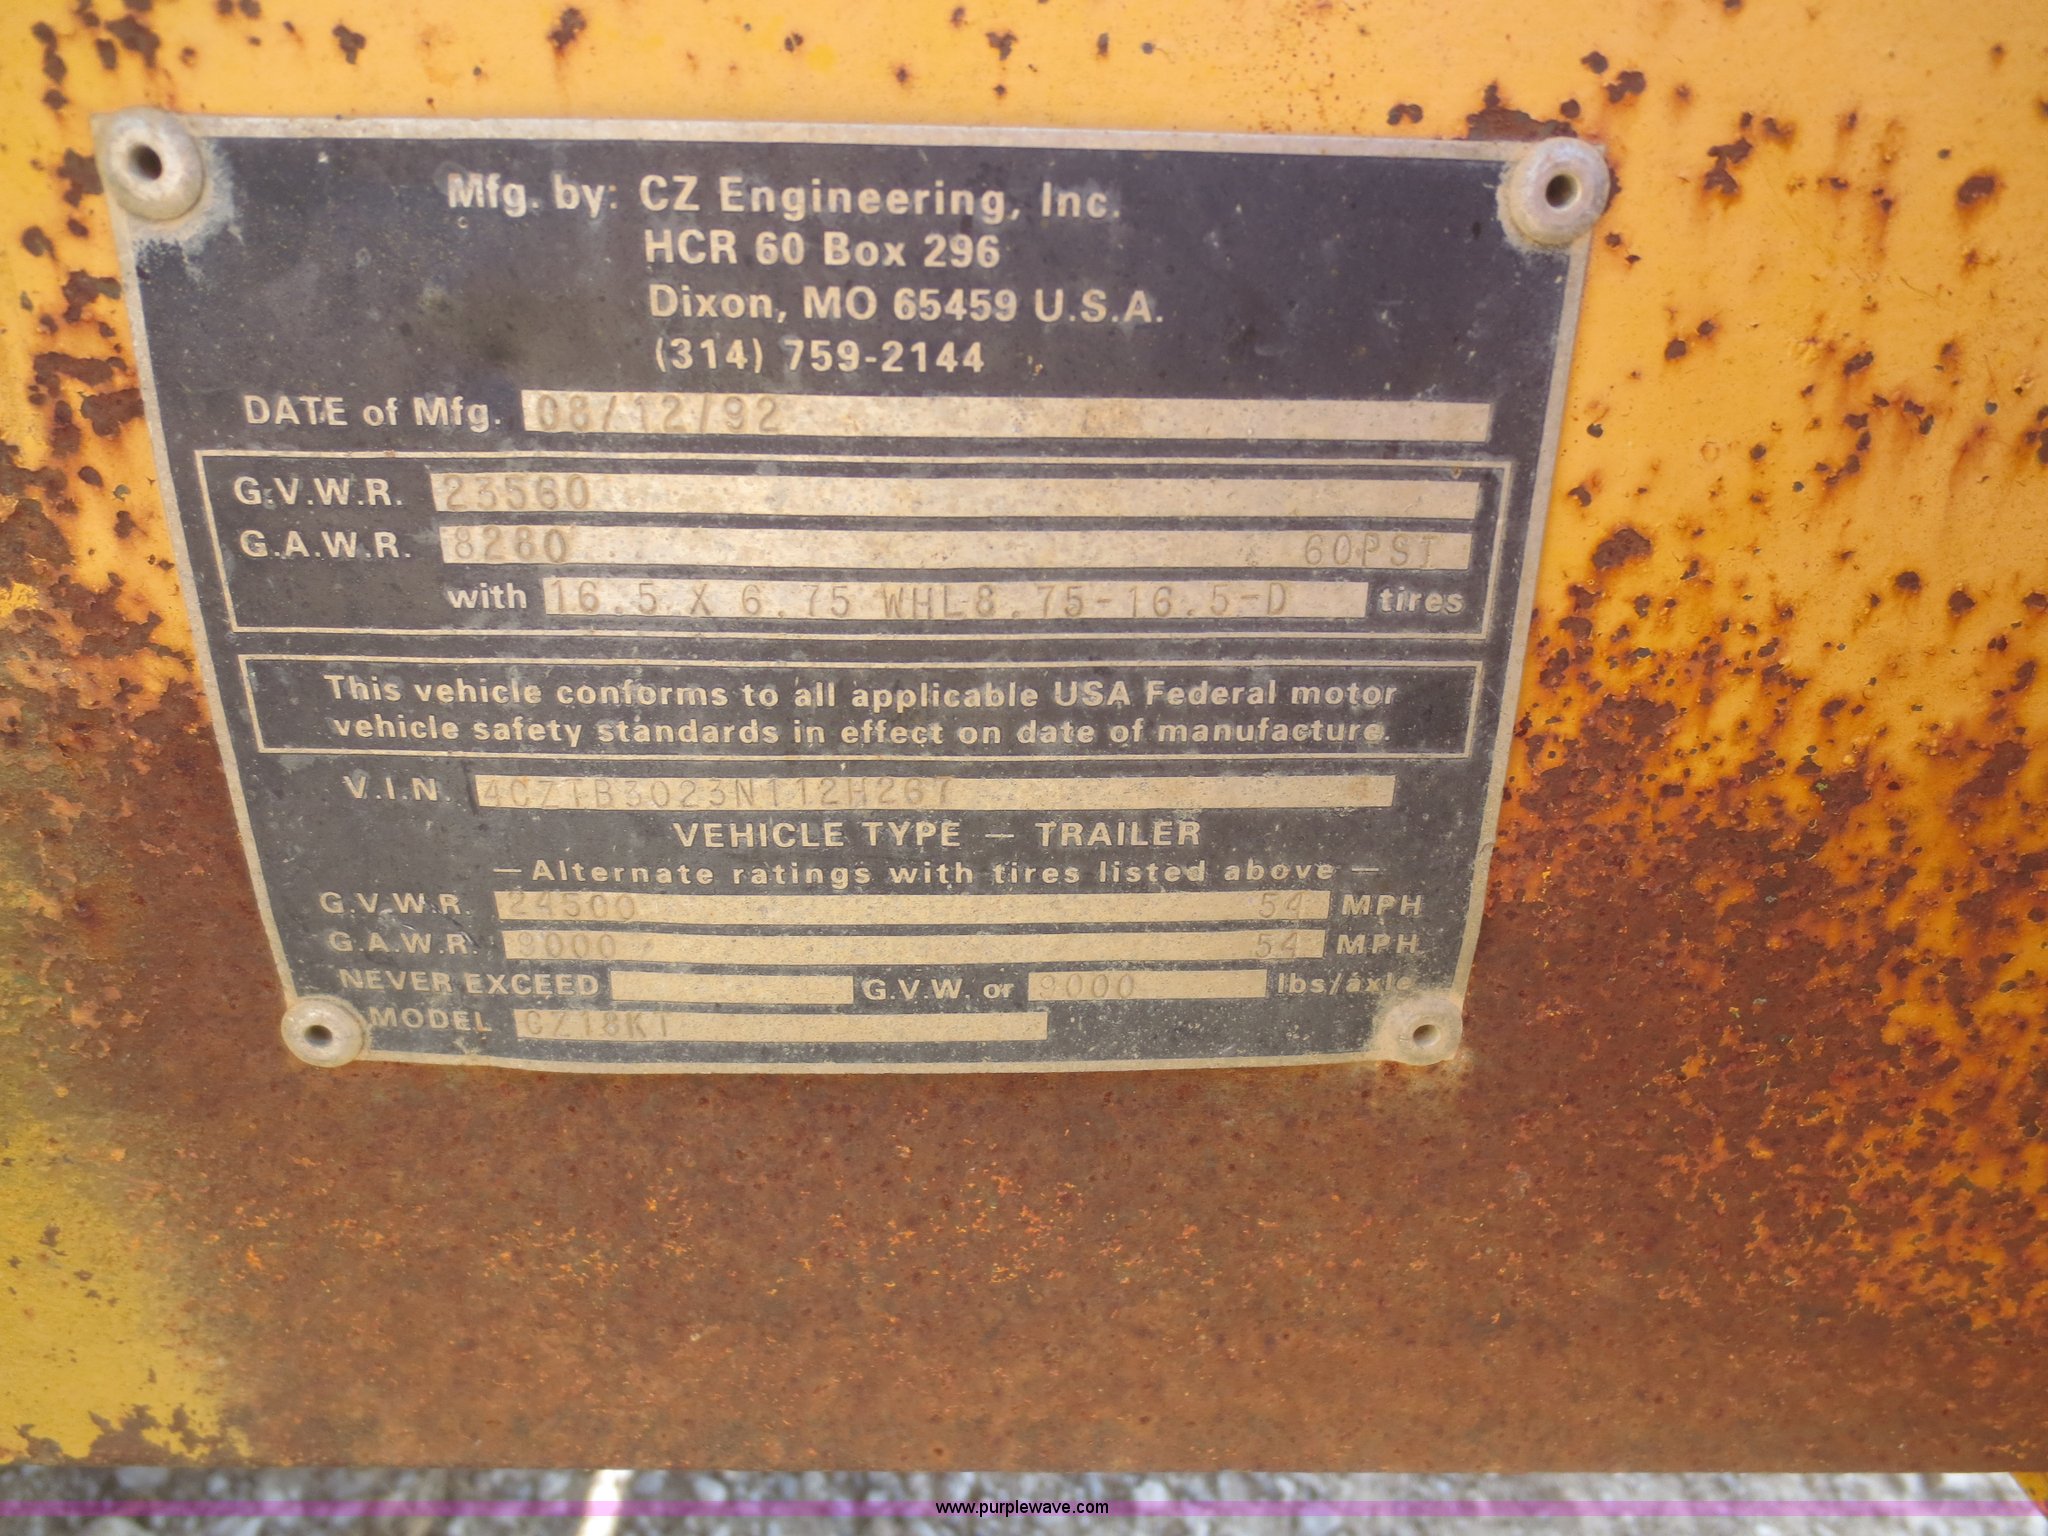 Mfg. by: CZ Engineering, Inc.
HCR 60 Box 296
Dixon, MO 65459 U.S.A.
(314) 759-2144
DATE of Mfg. 08/12/92
G.V.W.R. 23560
G.A.W.R. 8280 60PSI
with 16.5 X 6.75 WHL8.75-16.5-D tires
This vehicle conforms to all applicable USA Federal motor
vehicle safety standards in effect on date of manufacture.
V.I.N. 4CZ1B3023N112H267
VEHICLE TYPE — TRAILER
—Alternate ratings with tires listed above—
G.V.W.R. 24500 54 MPH
G.A.W.R. 9000 54 MPH
NEVER EXCEED G.V.W. or 9000 lbs/axle
MODEL CZ18K1
www.purplewave.com